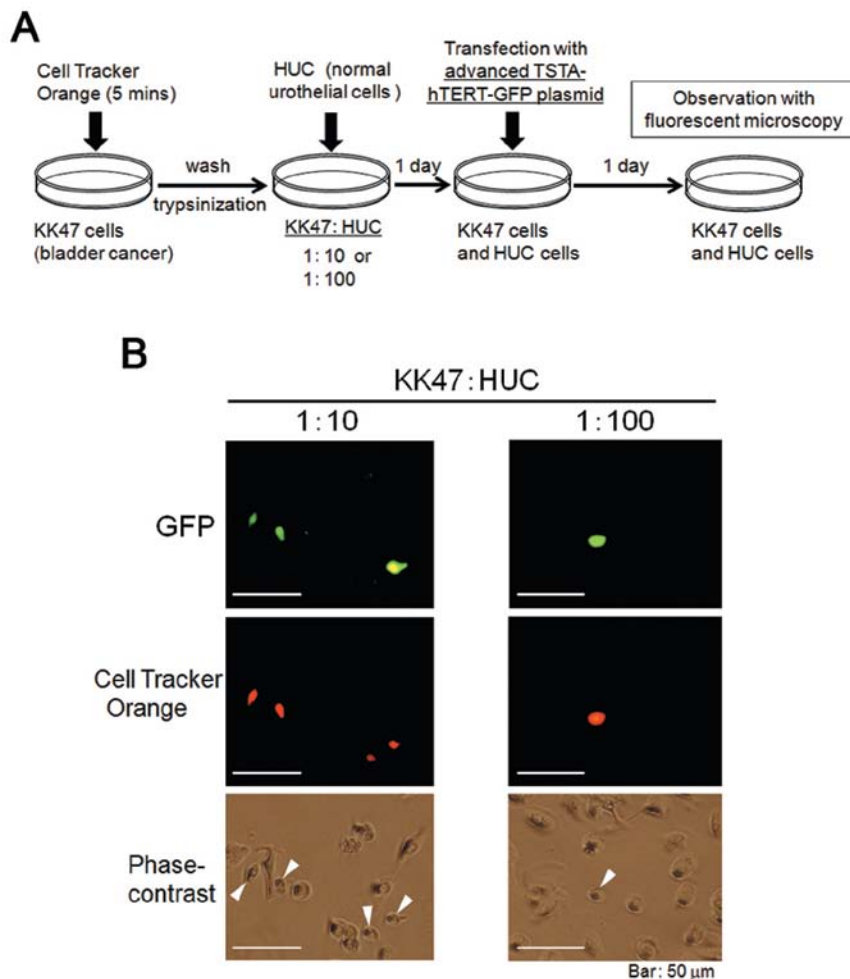 A
Cell Tracker
Orange (5 mins)
HUC (normal
urothelial cells )
Transfection with
advanced TSTA-
hTERT-GFP plasmid
Observation with
fluorescent microscopy
wash
trypsinization
1 day
1 day
KK47 cells
(bladder cancer)
KK47: HUC
1: 10 or
1: 100
KK47 cells
and HUC cells
KK47 cells
and HUC cells
B
KK47:HUC
1:10
1:100
GFP
Cell Tracker
Orange
Phase-
contrast
Bar: 50 μm